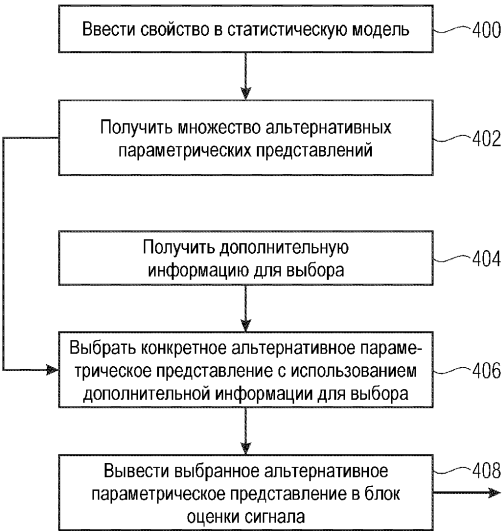 Ввести свойство в статистическую модель
400
Получить множество альтернативных
параметрических представлений
402
Получить дополнительную
информацию для выбора
404
Выбрать конкретное альтернативное параме-
трическое представление с использованием
дополнительной информации для выбора
406
Вывести выбранное альтернативное
параметрическое представление в блок
оценки сигнала
408